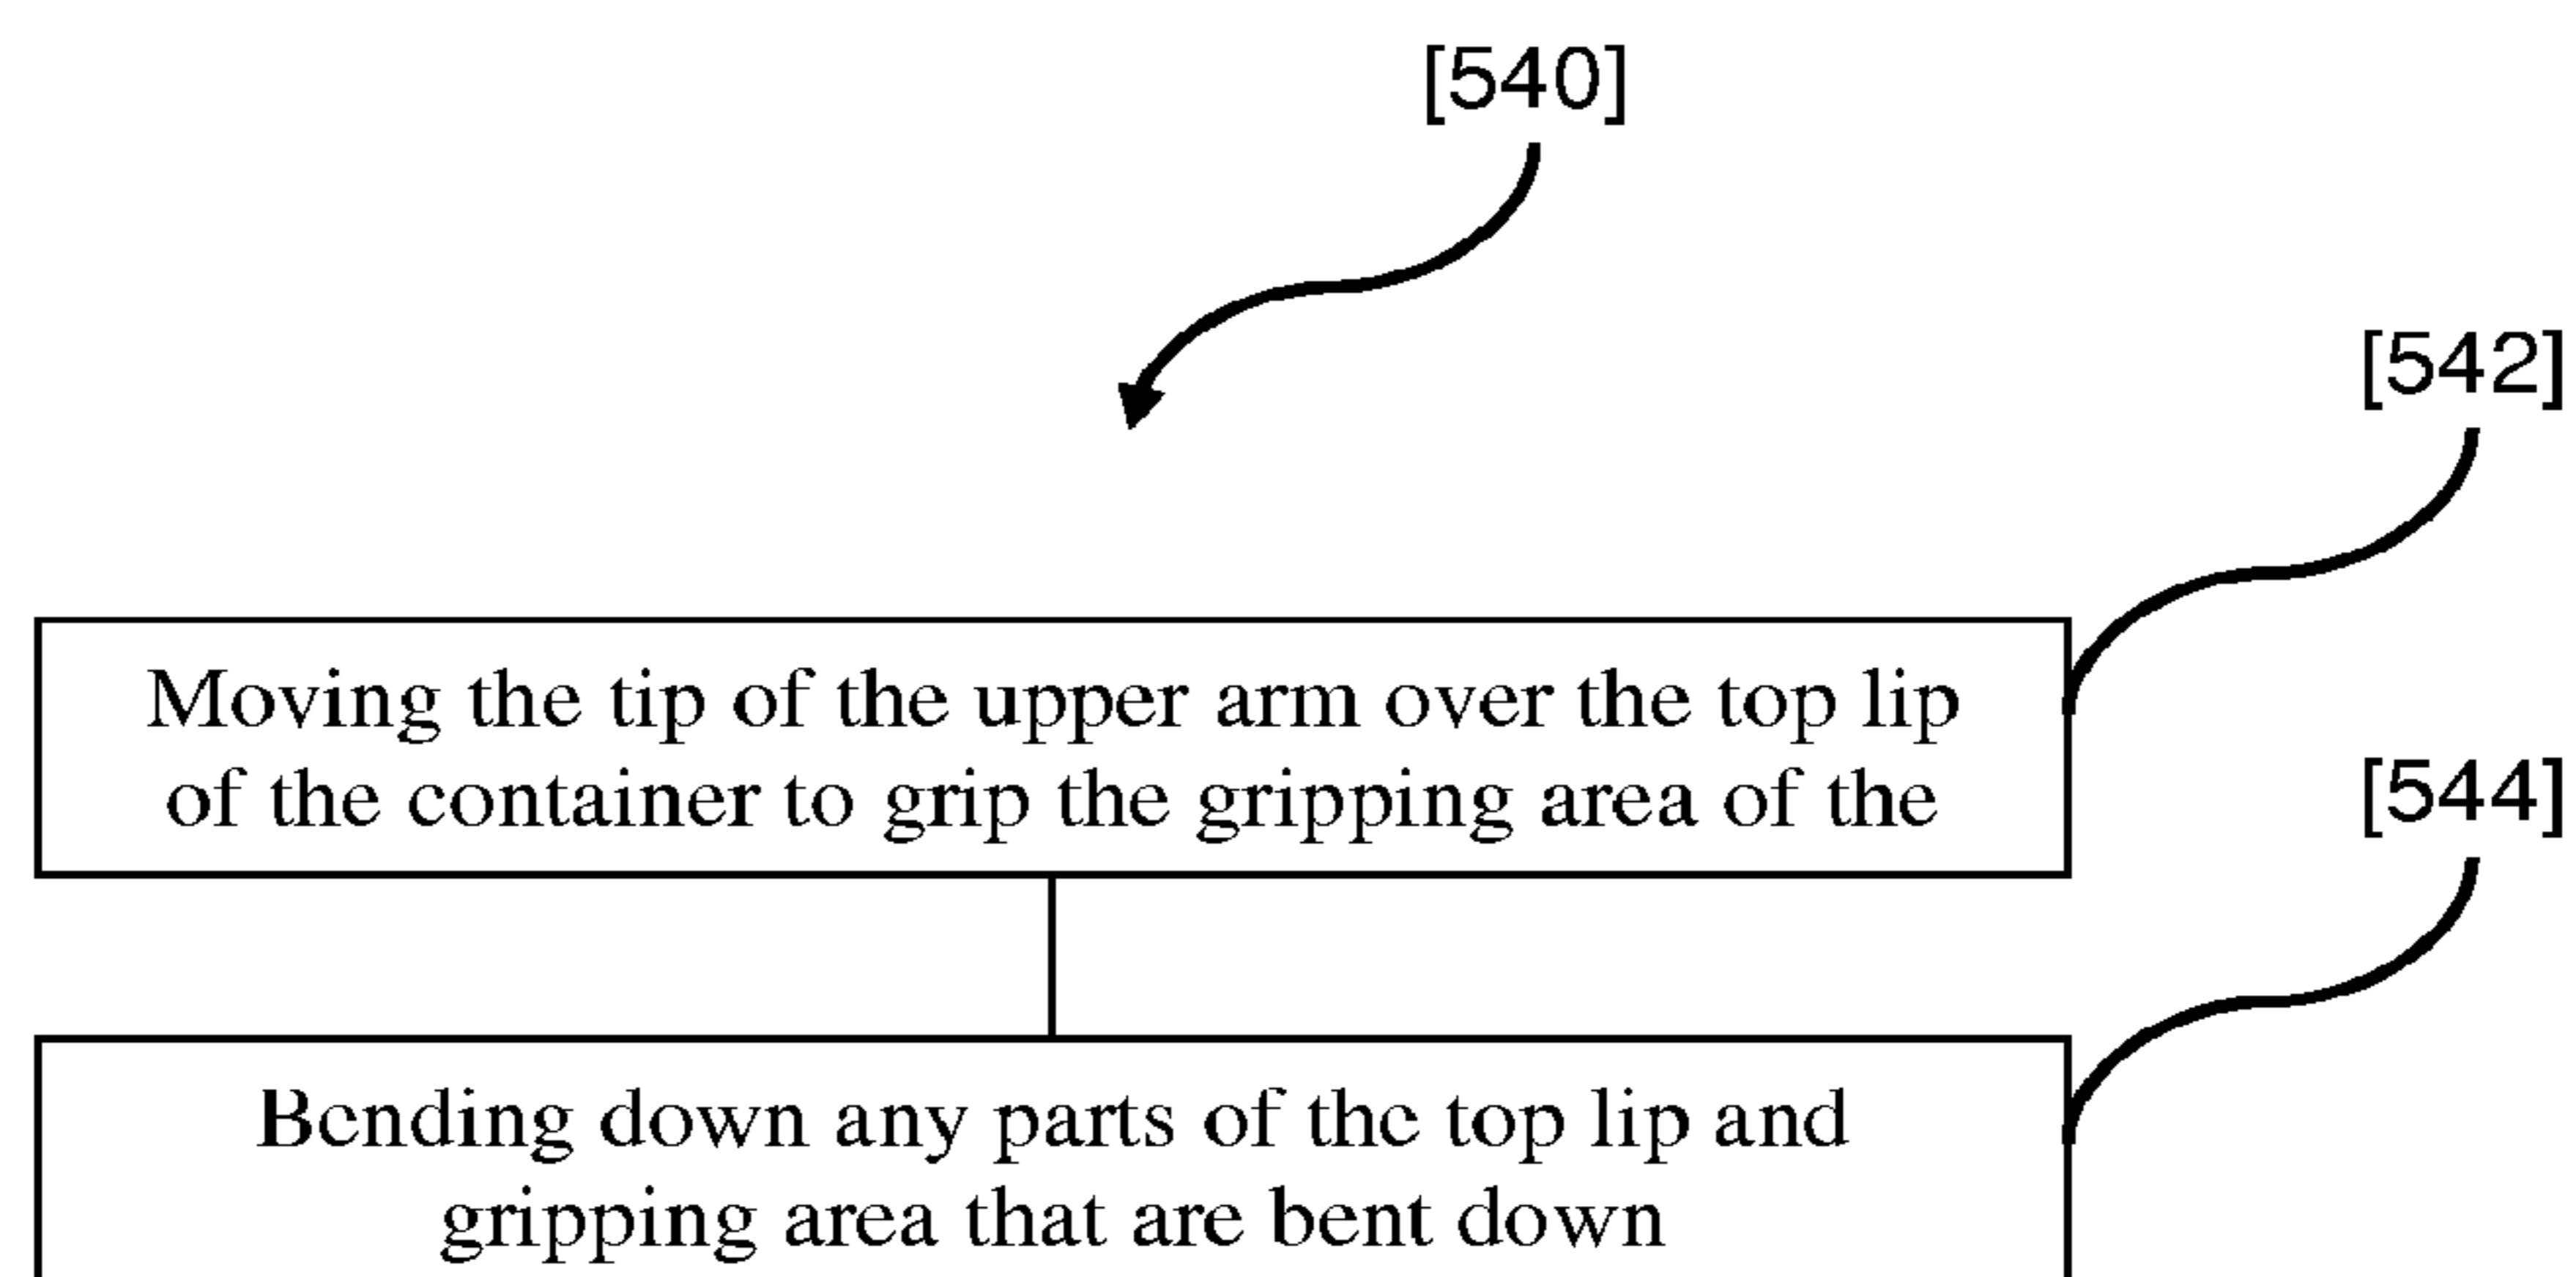 [540]
[542]
Moving the tip of the upper arm over the top lip
of the container to grip the gripping area of the
[544]
Bending down any parts of the top lip and
gripping area that are bent down